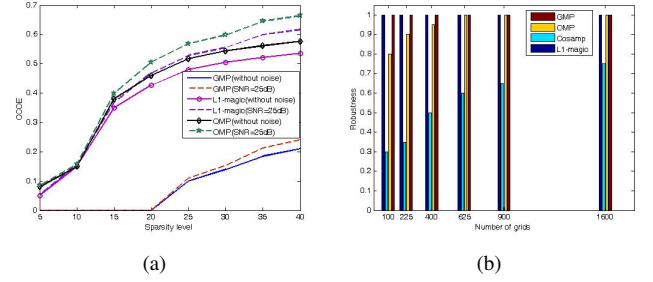 0.7
0.6
0.5
0.4
0.3
0.2
0.1
0
5 10 15 20 25 30 35 40
Sparsity level
OCOE
GMP(without noise)
GMP(SNR=25dB)
L1-magic(without noise)
L1-magic(SNR=25dB)
OMP(without noise)
OMP(SNR=25dB)
(a)
1
0.9
0.8
0.7
0.6
0.5
0.4
0.3
0.2
0.1
0
100 225 400 625 900 1600
Number of grids
Robustness
GMP
OMP
Cosamp
L1-magic
(b)